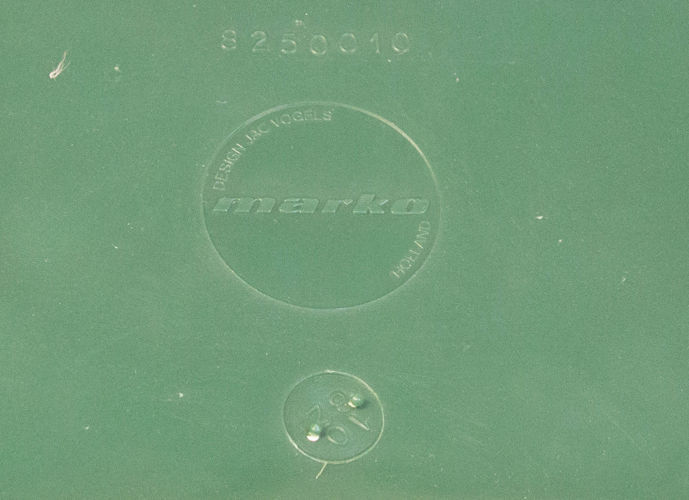 8250010
DESIGN JAC VOGELS
marko
HOLLAND